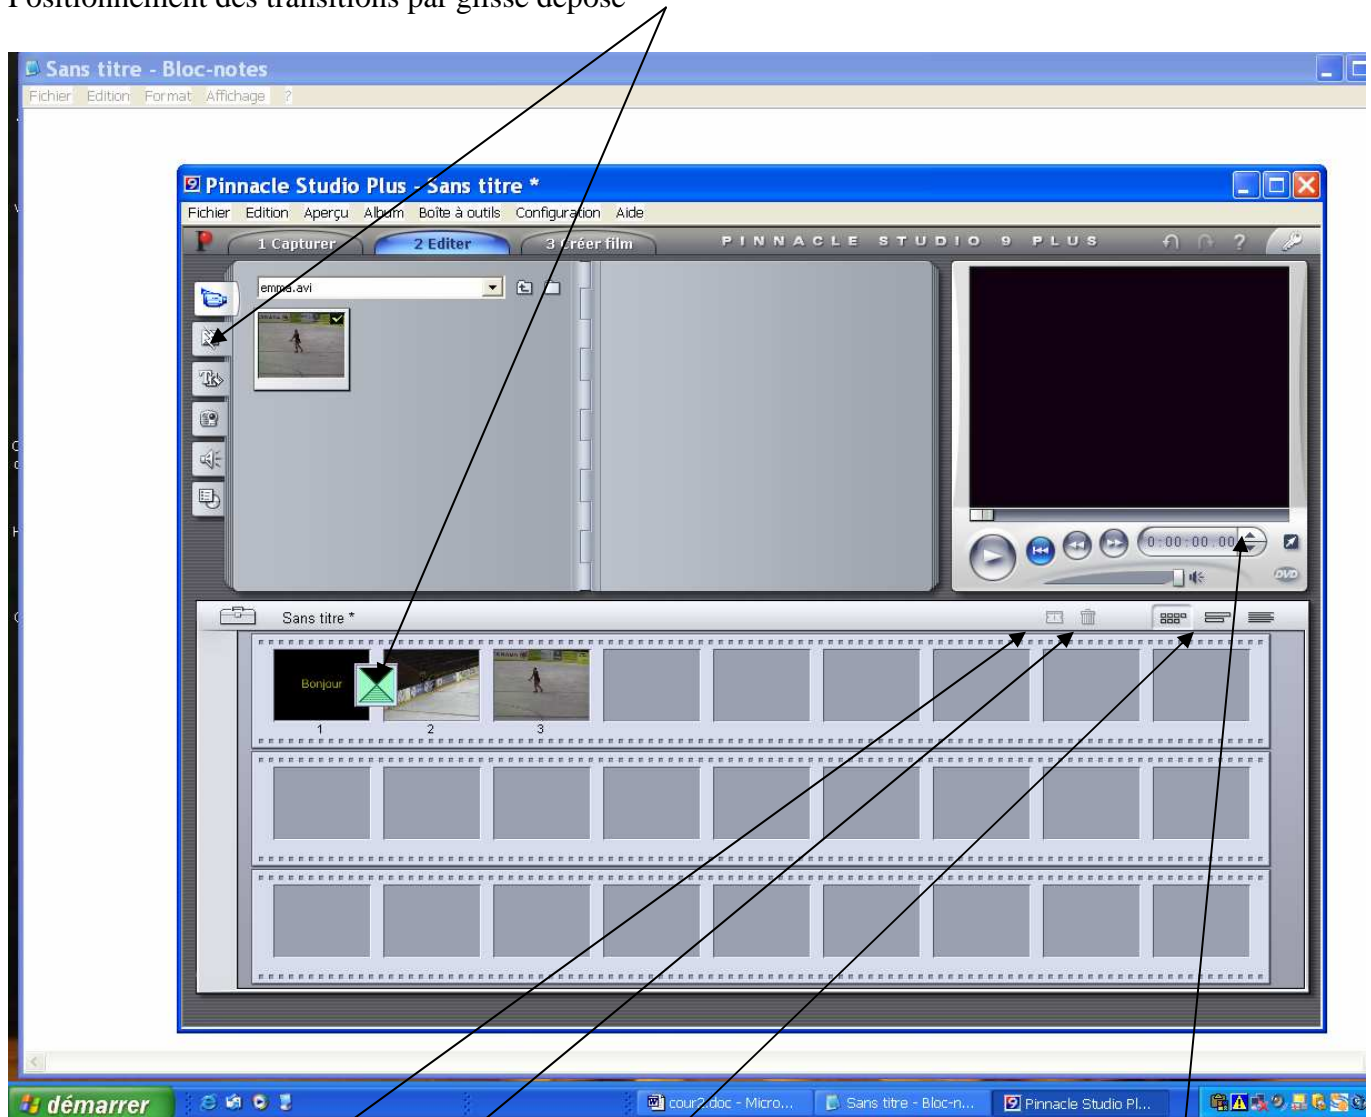 Positionnement des transitions par glissé déposé
Sans titre - Bloc-notes
Fichier Edition Format Affichage ?
Pinnacle Studio Plus - Sans titre *
Fichier Edition Aperçu Album Boîte à outils Configuration Aide
1 Capturer 2 Editer 3 Créer film PINNACLE STUDIO 9 PLUS ?
emma.avi
0:00:00.00
DVD
Sans titre *
Bonjour
1 2 3
démarrer
cour2.doc - Micro...
Sans titre - Bloc-n...
Pinnacle Studio Pl...